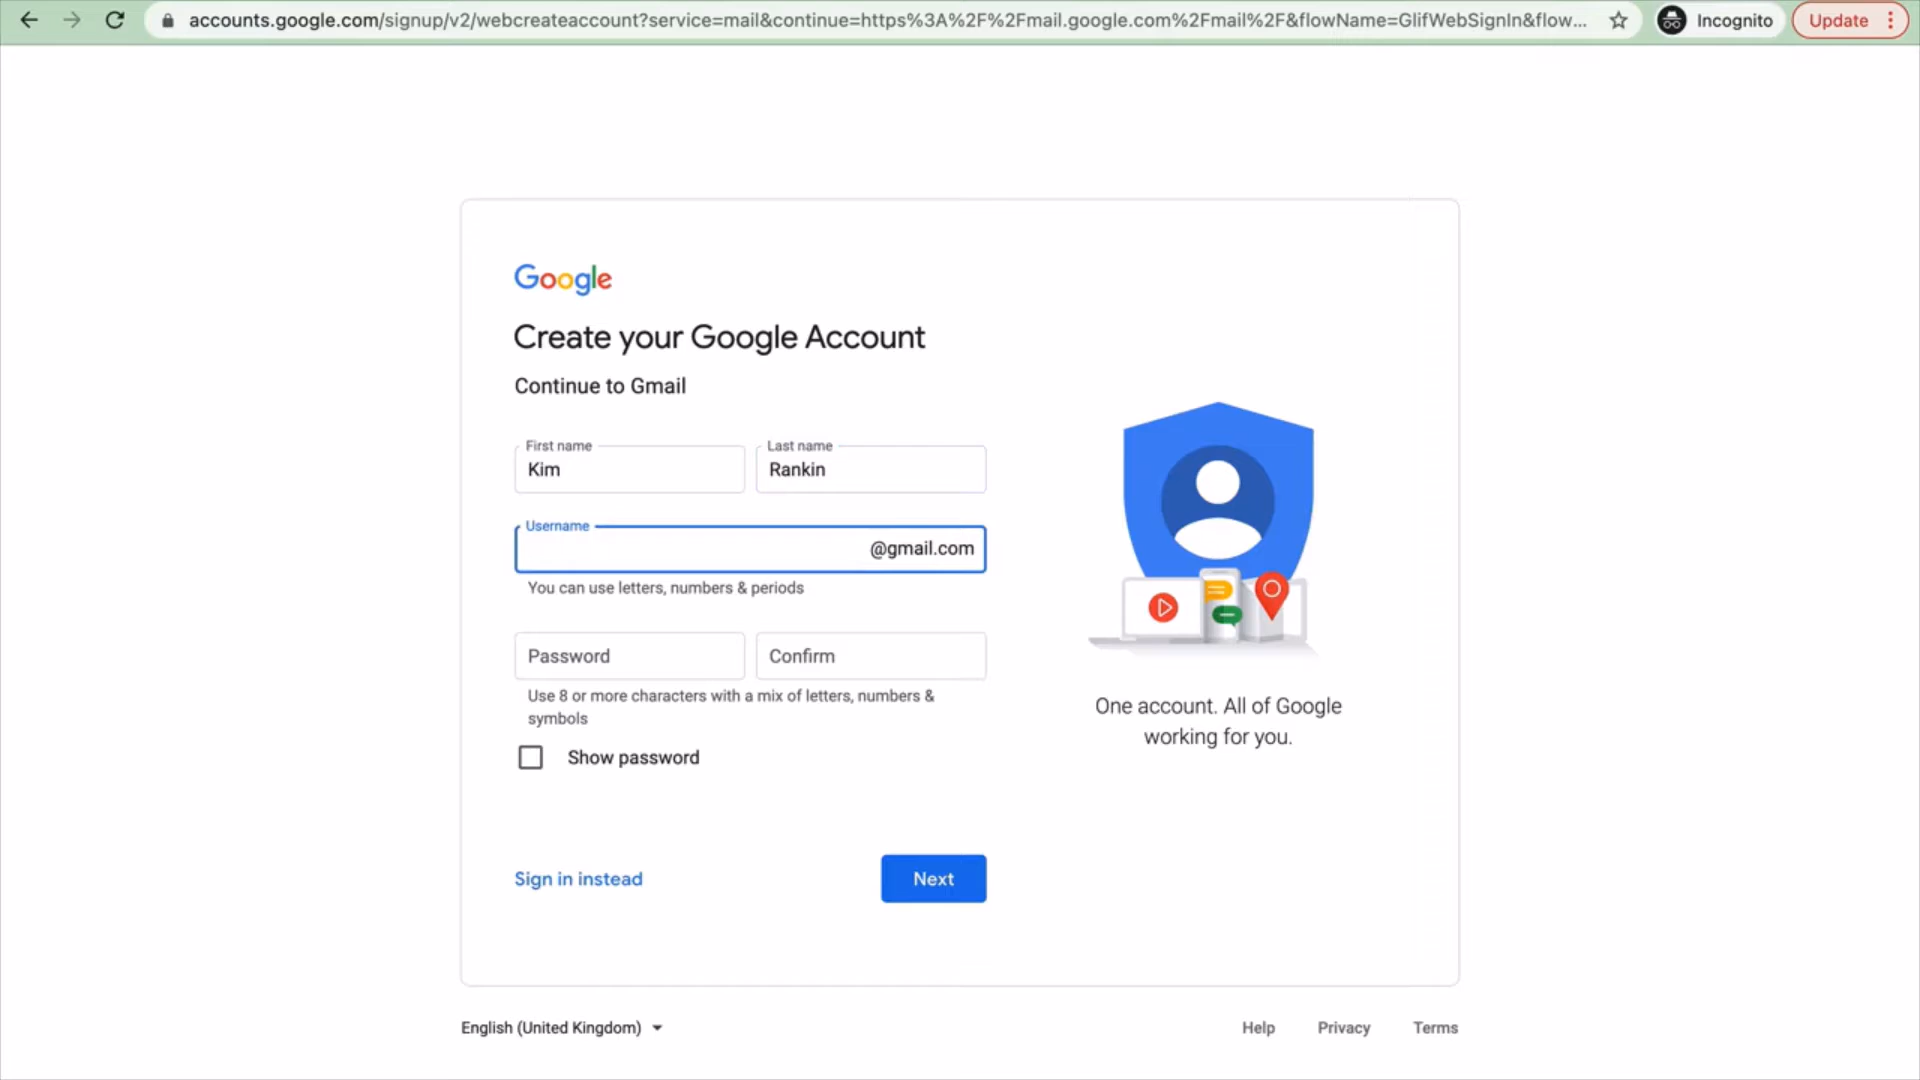 accounts.google.com/signup/v2/webcreateaccount?service=mail&continue=https%3A%2F%2Fmail.google.com%2Fmail%2F&flowName=GlifWebSignIn&flow...
Incognito
Update
Google
Create your Google Account
Continue to Gmail
First name
Last name
Kim
Rankin
Username
@gmail.com
You can use letters, numbers & periods
Password
Confirm
Use 8 or more characters with a mix of letters, numbers &
symbols
Show password
One account. All of Google
working for you.
Sign in instead
Next
English (United Kingdom)
Help
Privacy
Terms